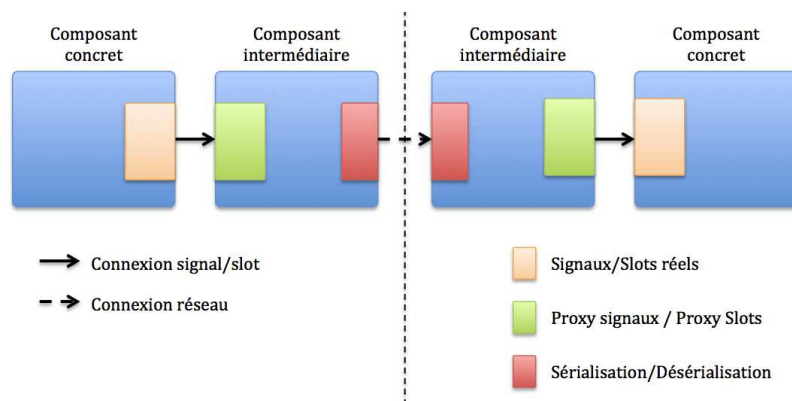 Composant
concret
Composant
intermédiaire
Composant
intermédiaire
Composant
concret
Connexion signal/slot
Connexion réseau
Signaux/Slots réels
Proxy signaux / Proxy Slots
Sérialisation/Désérialisation